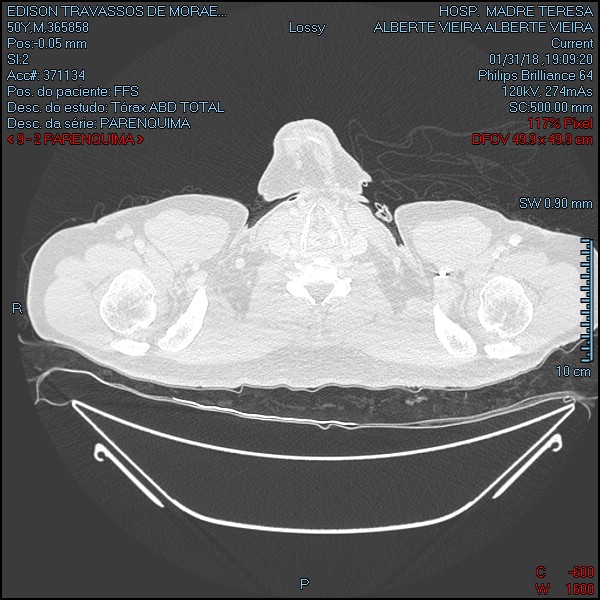 EDISON TRAVASSOS DE MORAE...
50Y,M,365858
Pos:-0.05 mm
Sl:2
Acc#: 371134
Pos. do paciente: FFS
Desc. do estudo: Tórax ABD TOTAL
Desc. da série: PARENQUIMA
< 9 - 2 PARENQUIMA >
Lossy
HOSP. MADRE TERESA
ALBERTE VIEIRA ALBERTE VIEIRA
Current
01/31/18 ,19:09:20
Philips Brilliance 64
120kV, 274mAs
SC:500.00 mm
117% Pixel
DFOV 49.9 x 49.9 cm
SW 0.90 mm
R
10 cm
P
C -600
W 1600